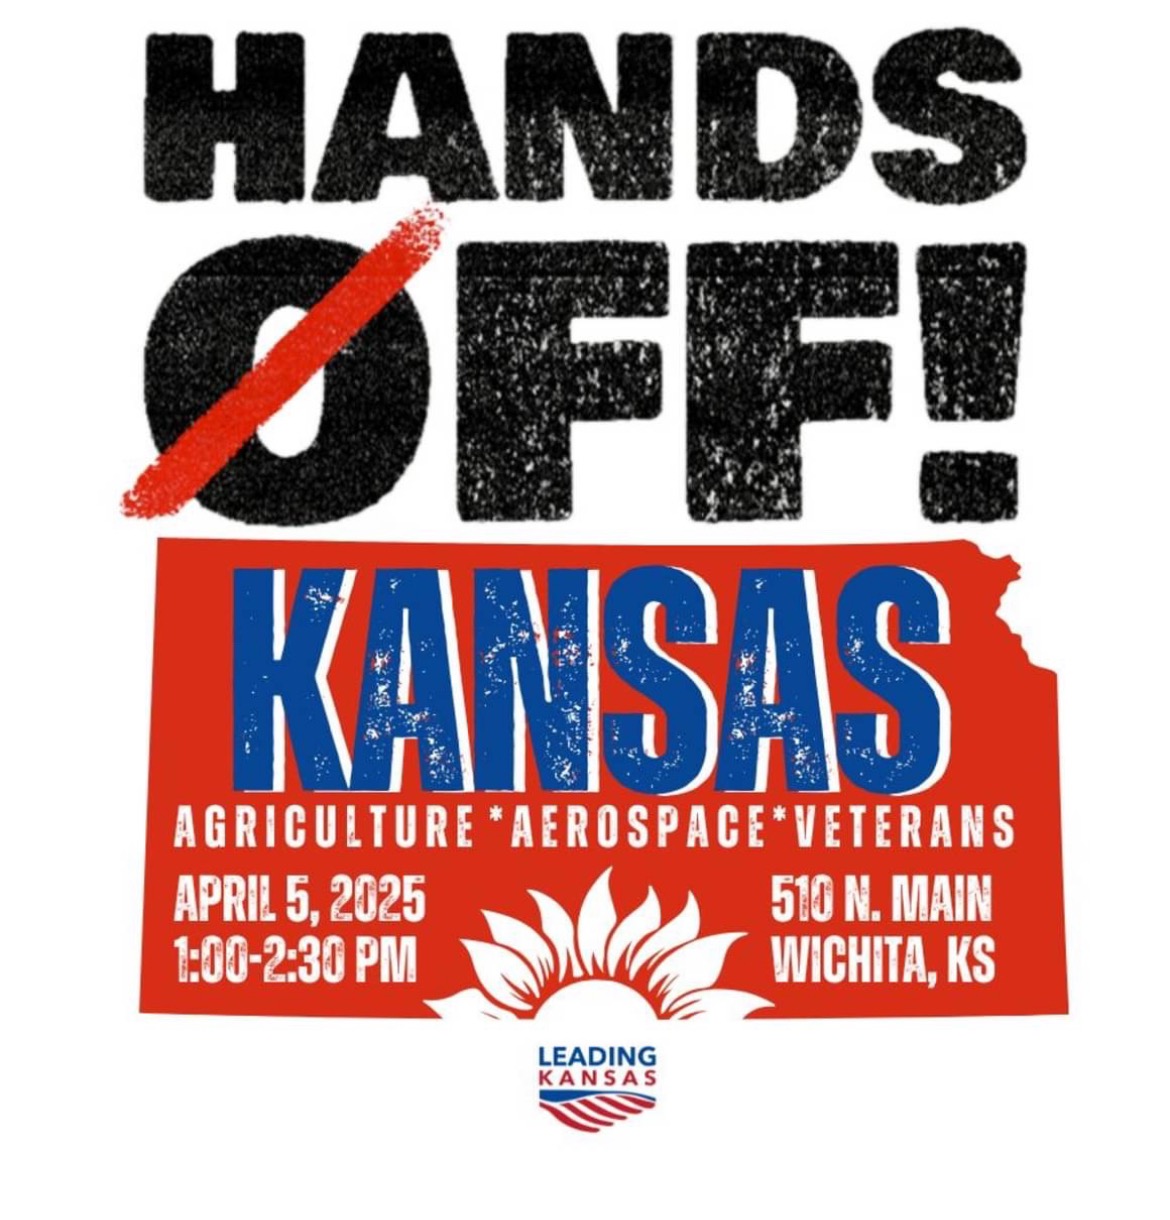 HANDS
OFF!
KANSAS
AGRICULTURE*AEROSPACE*VETERANS
APRIL 5, 2025
1:00-2:30 PM
510 N. MAIN
WICHITA, KS
LEADING
KANSAS